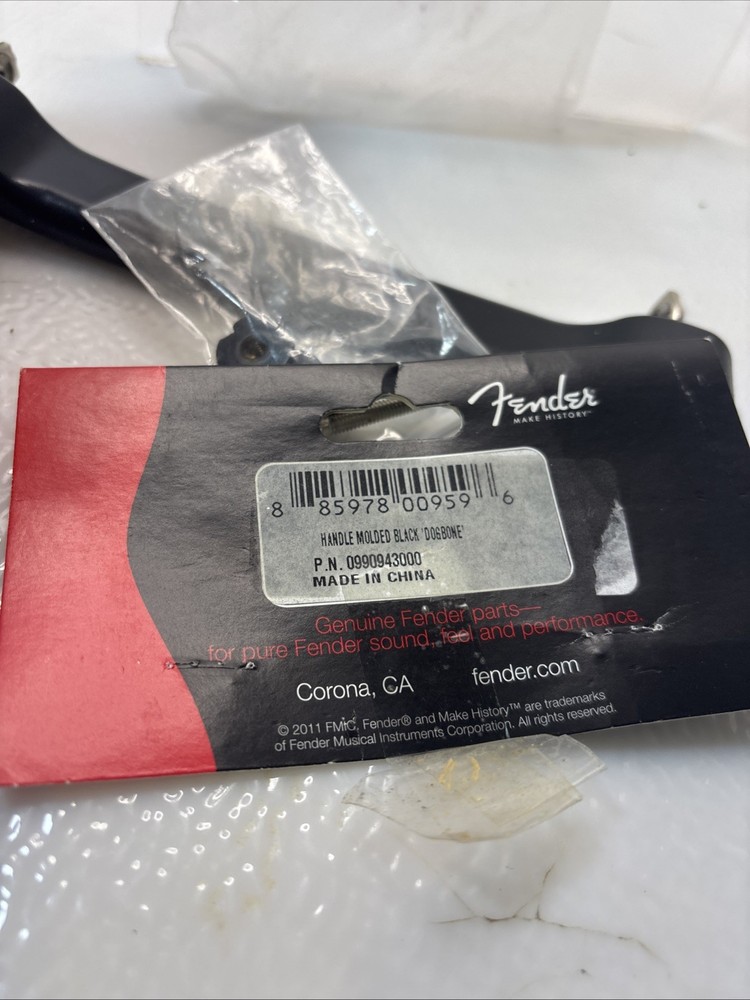 Fender
MAKE HISTORY™
8 85978 00959 6
HANDLE MOLDED BLACK 'DOGBONE'
P.N. 0990943000
MADE IN CHINA
Genuine Fender parts—
for pure Fender sound, feel and performance.
Corona, CA fender.com
© 2011 FMIC, Fender® and Make History™ are trademarks
of Fender Musical Instruments Corporation. All rights reserved.